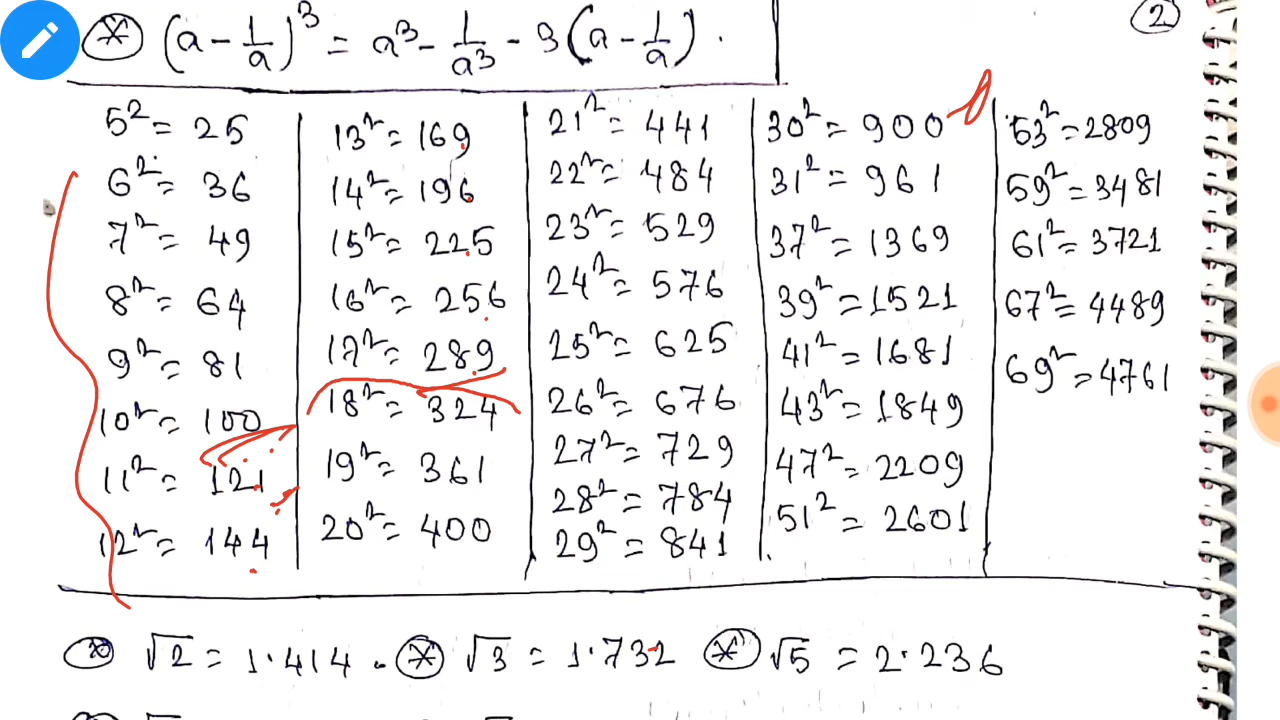 (*) (a - 1/a)^3 = a^3 - 1/a^3 - 3(a - 1/a).
2
5² = 25
6² = 36
7² = 49
8² = 64
9² = 81
10² = 100
11² = 121
12² = 144
13² = 169
14² = 196
15² = 225
16² = 256
17² = 289
18² = 324
19² = 361
20² = 400
21² = 441
22² = 484
23² = 529
24² = 576
25² = 625
26² = 676
27² = 729
28² = 784
29² = 841
30² = 900
31² = 961
37² = 1369
39² = 1521
41² = 1681
43² = 1849
47² = 2209
51² = 2601
53² = 2809
59² = 3481
61² = 3721
67² = 4489
69² = 4761
(*) √2 = 1.414 . (*) √3 = 1.732 (*) √5 = 2.236